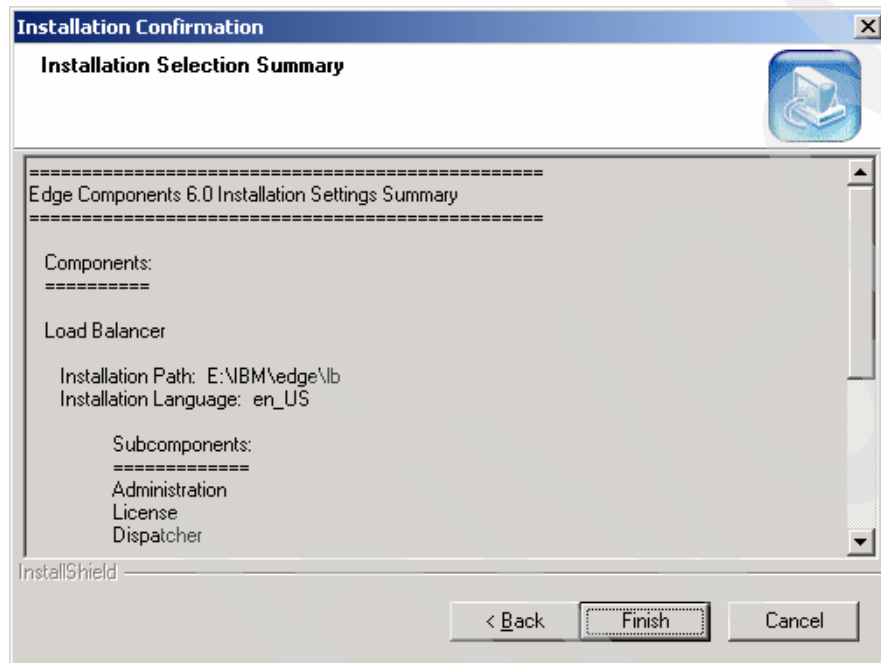 Installation Confirmation
Installation Selection Summary
=================================================
Edge Components 6.0 Installation Settings Summary
=================================================
Components:
==========
Load Balancer
Installation Path: E:\IBM\edge\lb
Installation Language: en_US
Subcomponents:
=============
Administration
License
Dispatcher
InstallShield
< Back
Finish
Cancel